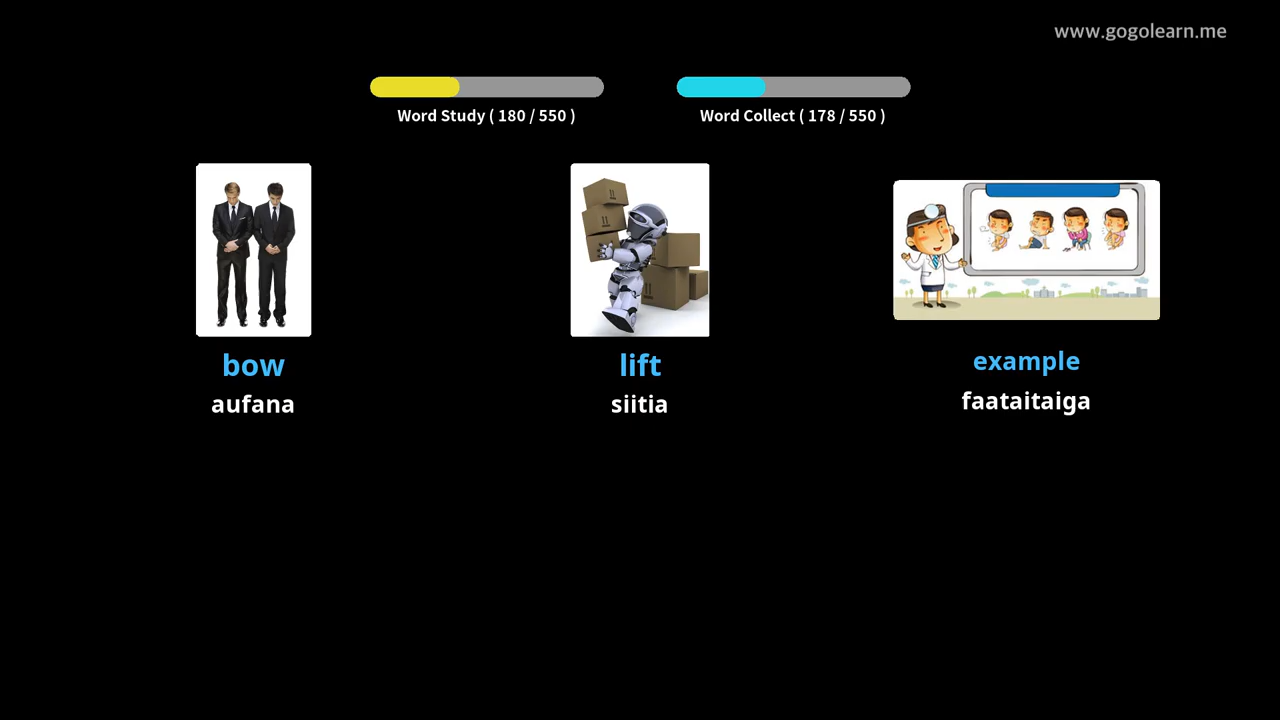 www.gogolearn.me
Word Study ( 180 / 550 )
Word Collect ( 178 / 550 )
bow
aufana
lift
siitia
example
faataitaiga